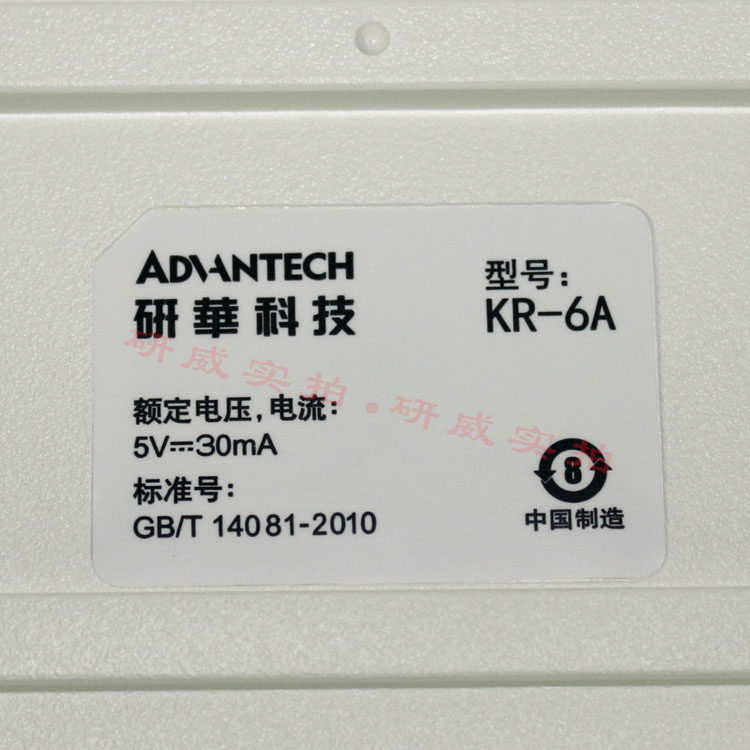 ADVANTECH
研華科技
型号：
KR-6A
研威实拍.研威实拍
额定电压,电流：
5V⎓30mA
标准号：
GB/T 14081-2010
8
中国制造